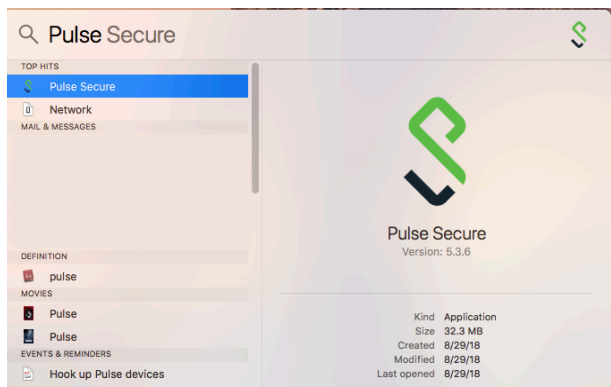 Pulse Secure
TOP HITS
Pulse Secure
Network
MAIL & MESSAGES
DEFINITION
pulse
MOVIES
Pulse
Pulse
EVENTS & REMINDERS
Hook up Pulse devices
Pulse Secure
Version: 5.3.6
Kind Application
Size 32.3 MB
Created 8/29/18
Modified 8/29/18
Last opened 8/29/18